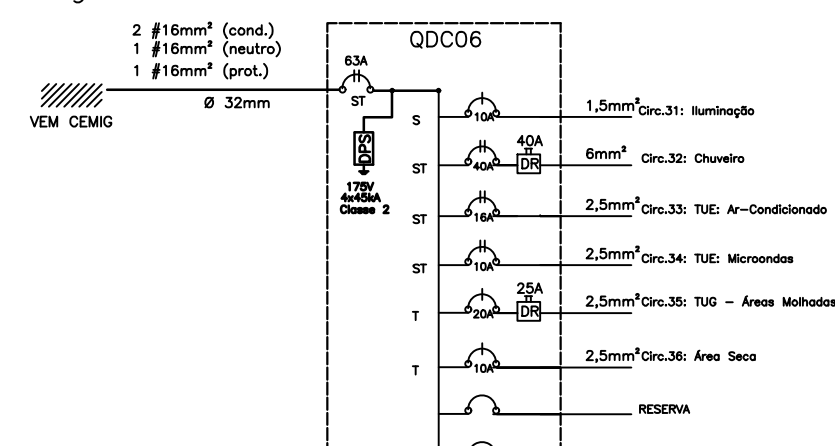 2 #16mm² (cond.)
1 #16mm² (neutro)
1 #16mm² (prot.)
Ø 32mm
VEM CEMIG
QDC06
63A
ST
DPS
175V
4x45kA
Classe 2
S
10A
1,5mm² Circ.31: Iluminação
ST
40A
40A
DR
6mm² Circ.32: Chuveiro
ST
16A
2,5mm² Circ.33: TUE: Ar-Condicionado
ST
10A
2,5mm² Circ.34: TUE: Microondas
T
20A
25A
DR
2,5mm² Circ.35: TUG - Áreas Molhadas
T
10A
2,5mm² Circ.36: Área Seca
RESERVA